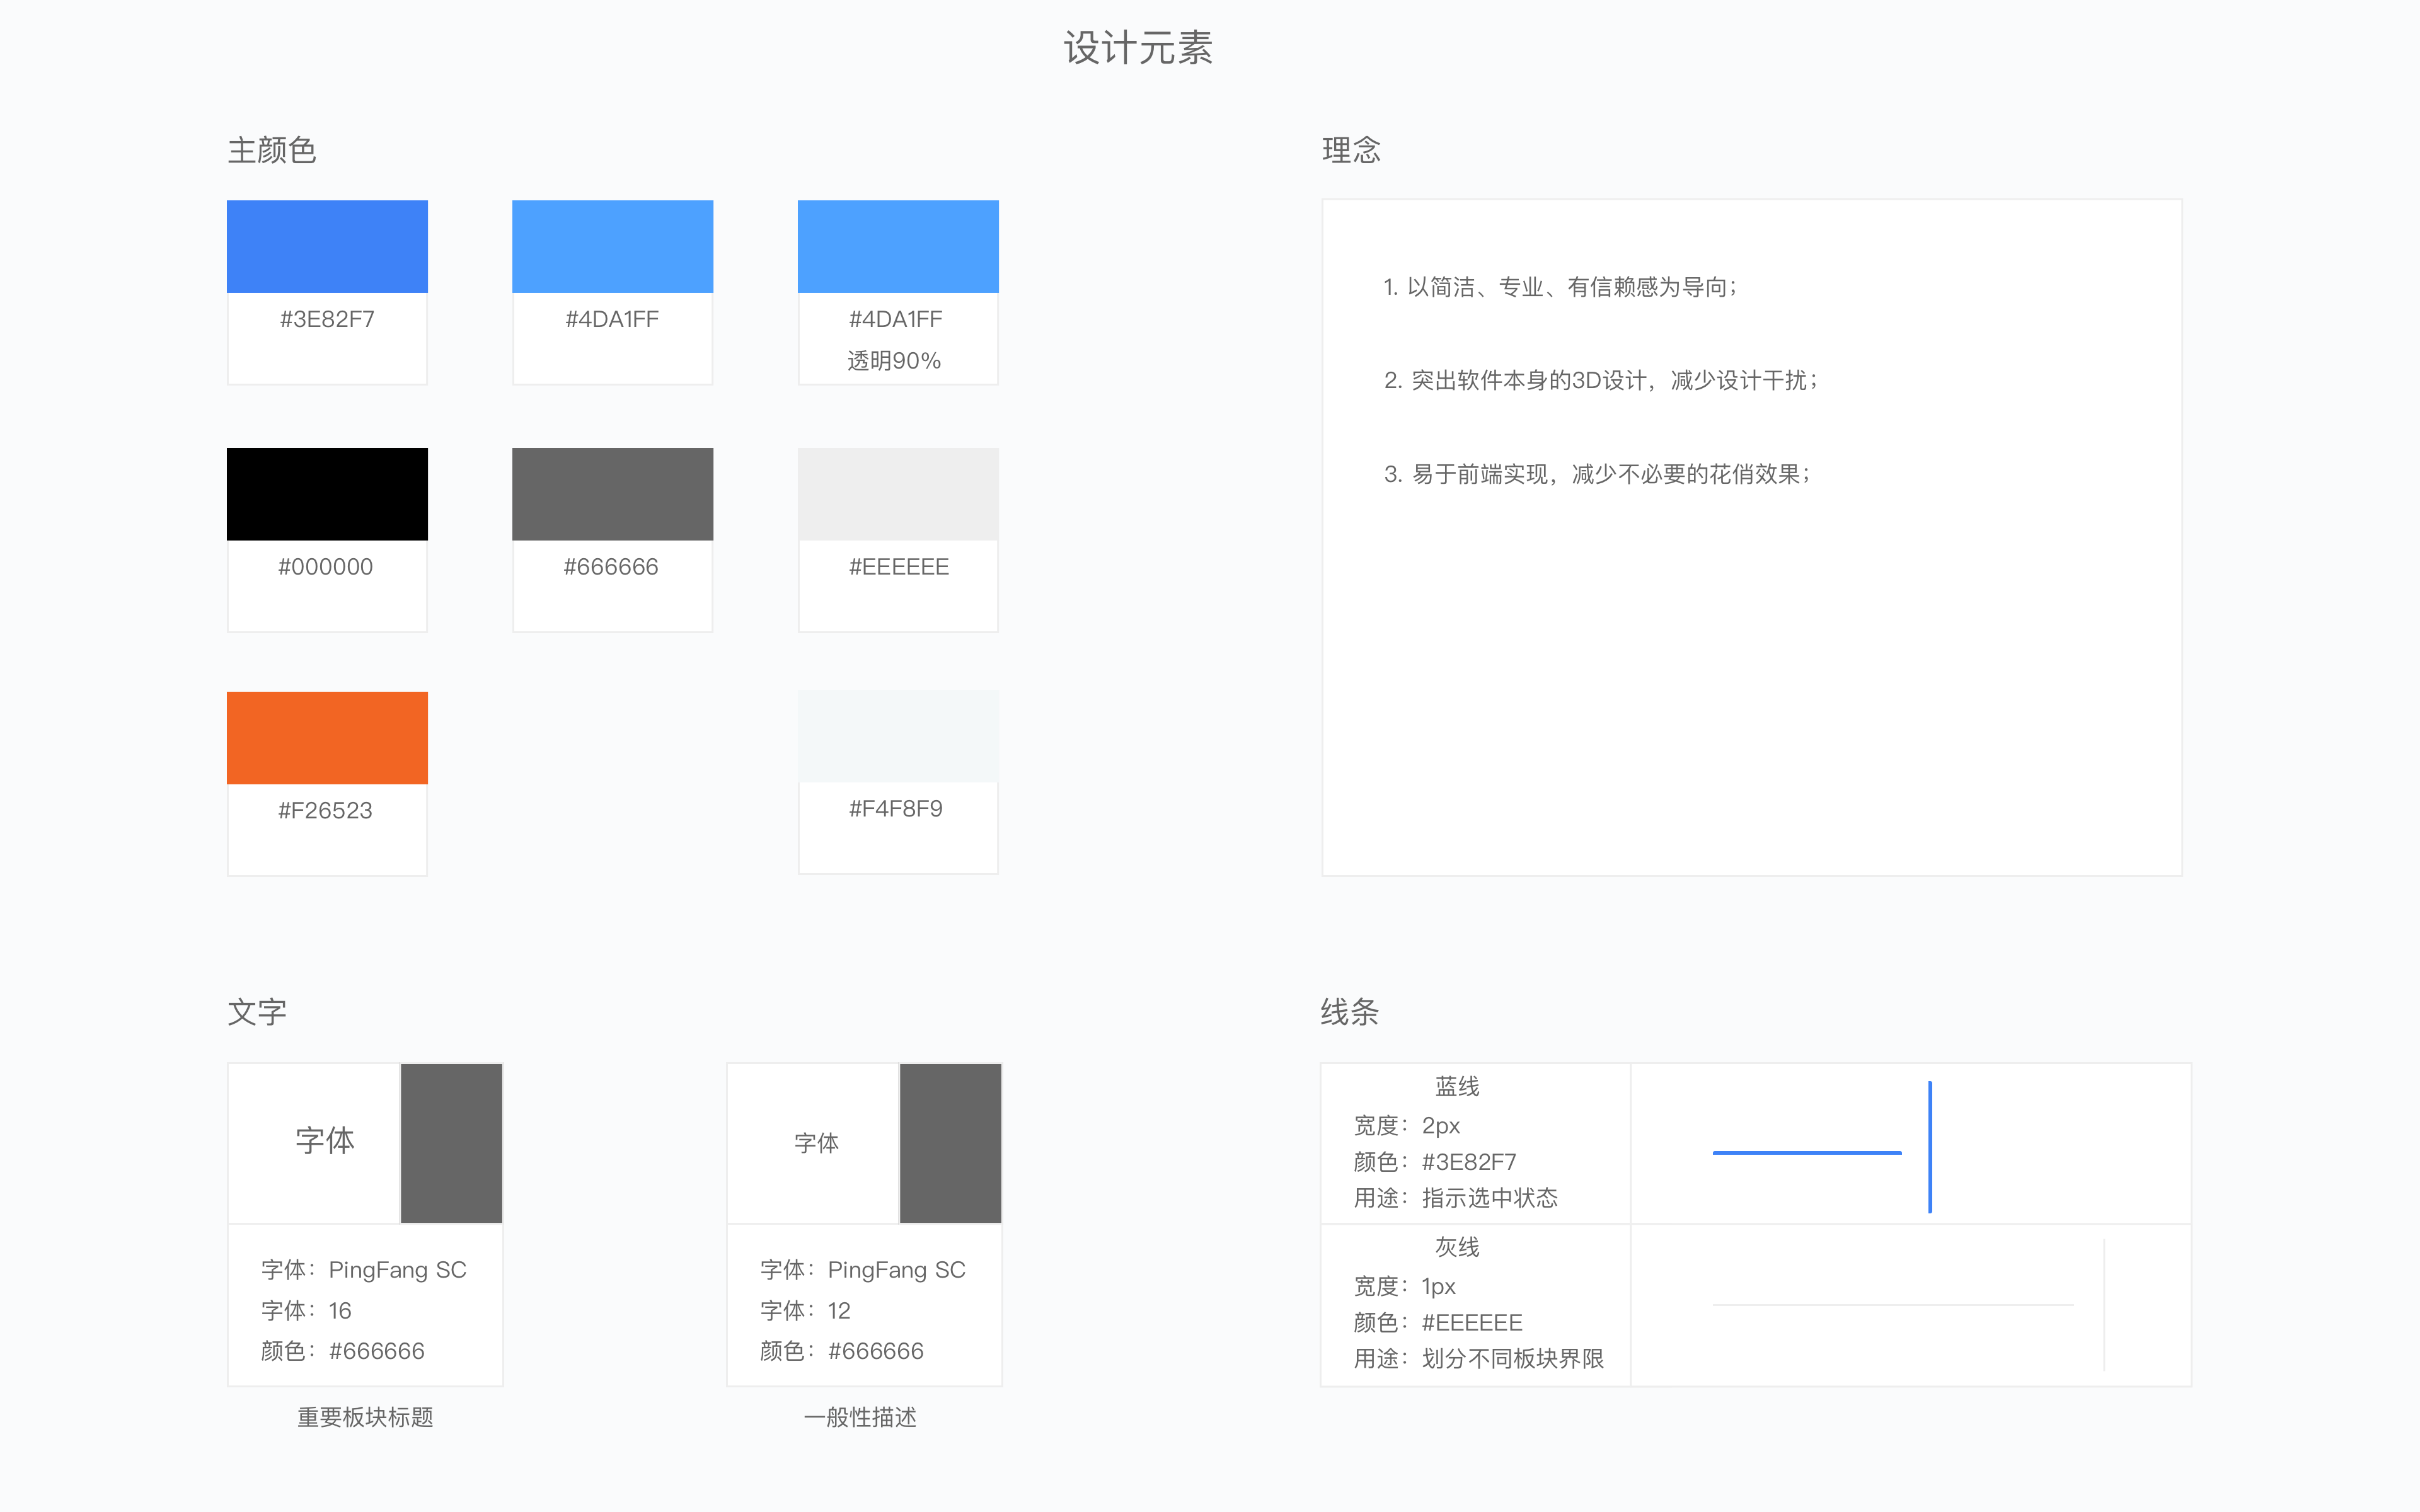 设计元素
主颜色
#3E82F7
#4DA1FF
#4DA1FF
透明90%
#000000
#666666
#EEEEEE
#F26523
#F4F8F9
理念
1. 以简洁、专业、有信赖感为导向；
2. 突出软件本身的3D设计，减少设计干扰；
3. 易于前端实现，减少不必要的花俏效果；
文字
字体
字体：PingFang SC
字体：16
颜色：#666666
重要板块标题
字体
字体：PingFang SC
字体：12
颜色：#666666
一般性描述
线条
蓝线
宽度：2px
颜色：#3E82F7
用途：指示选中状态
灰线
宽度：1px
颜色：#EEEEEE
用途：划分不同板块界限